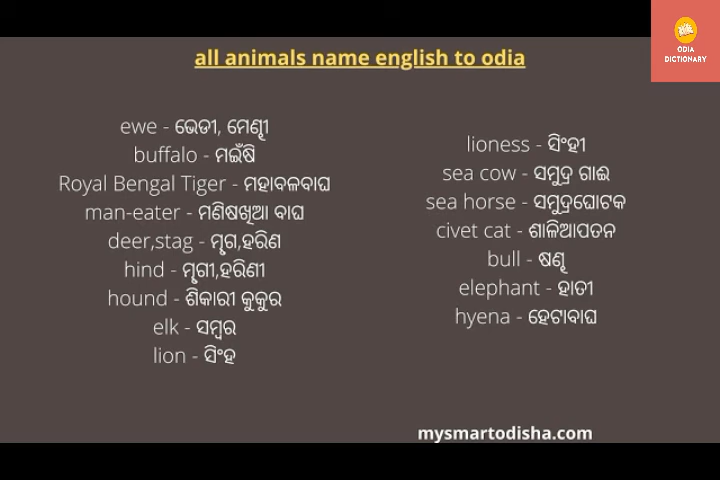 all animals name english to odia
ODIA
DICTIONARY
ewe - ଭେଡୀ, ମେଣ୍ଢୀ
buffalo - ମଇଁଷି
Royal Bengal Tiger - ମହାବଳବାଘ
man-eater - ମଣିଷଖିଆ ବାଘ
deer,stag - ମୃଗ,ହରିଣ
hind - ମୃଗୀ,ହରିଣୀ
hound - ଶିକାରୀ କୁକୁର
elk - ସମ୍ବର
lion - ସିଂହ
lioness - ସିଂହୀ
sea cow - ସମୁଦ୍ର ଗାଈ
sea horse - ସମୁଦ୍ରଘୋଟକ
civet cat - ଶାଳିଆପତନ
bull - ଷଣ୍ଢ
elephant - ହାତୀ
hyena - ହେଟାବାଘ
mysmartodisha.com